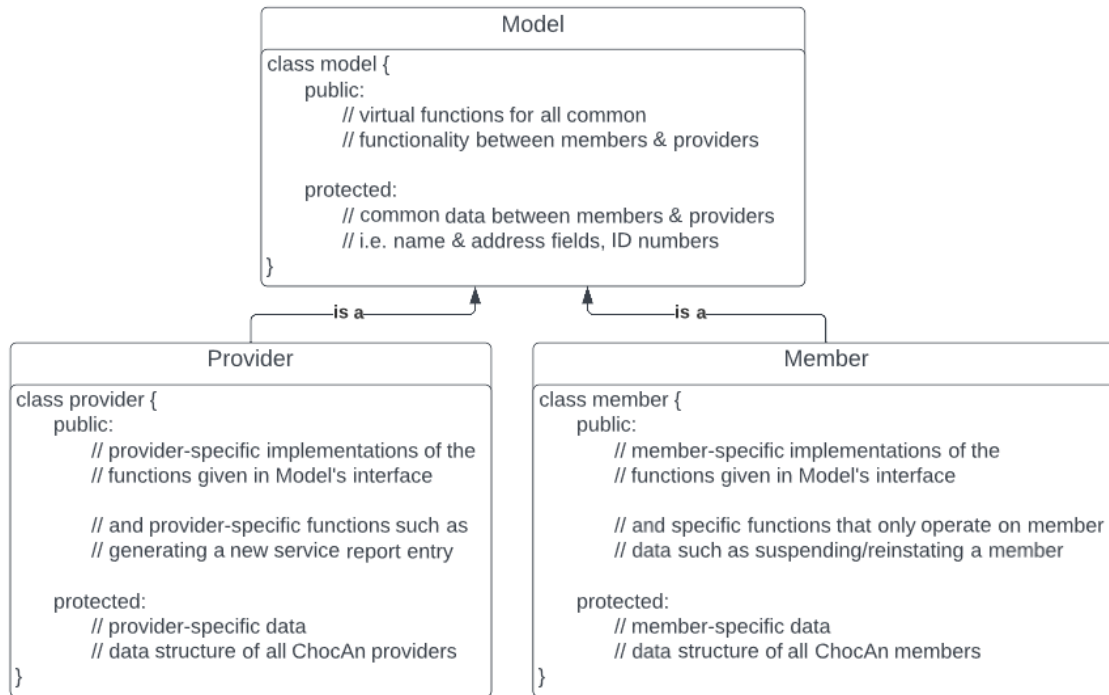 Model
class model {
public:
// virtual functions for all common
// functionality between members & providers
protected:
// common data between members & providers
// i.e. name & address fields, ID numbers
}
is a
is a
Provider
class provider {
public:
// provider-specific implementations of the
// functions given in Model's interface
// and provider-specific functions such as
// generating a new service report entry
protected:
// provider-specific data
// data structure of all ChocAn providers
}
Member
class member {
public:
// member-specific implementations of the
// functions given in Model's interface
// and specific functions that only operate on member
// data such as suspending/reinstating a member
protected:
// member-specific data
// data structure of all ChocAn members
}